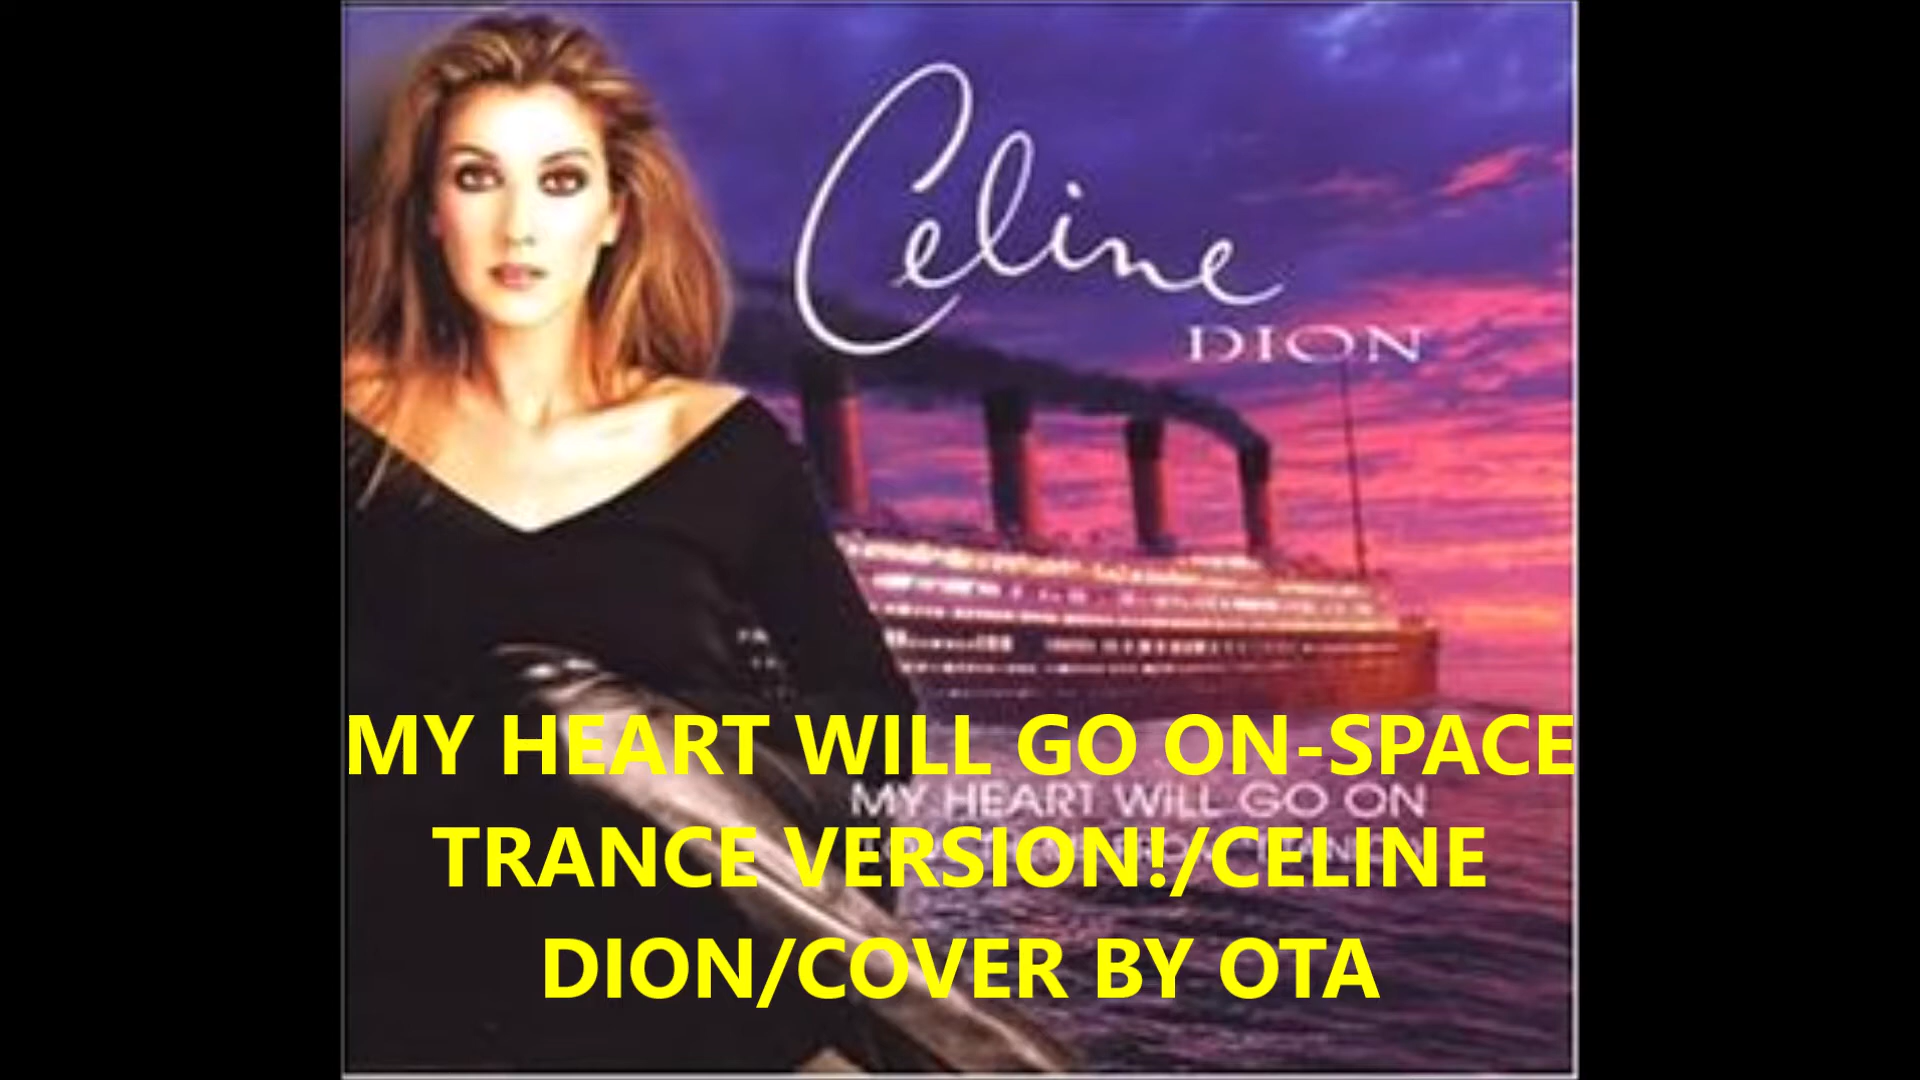 Celine
DION
MY HEART WILL GO ON-SPACE
MY HEART WILL GO ON
TRANCE VERSION!/CELINE
DION/COVER BY OTA